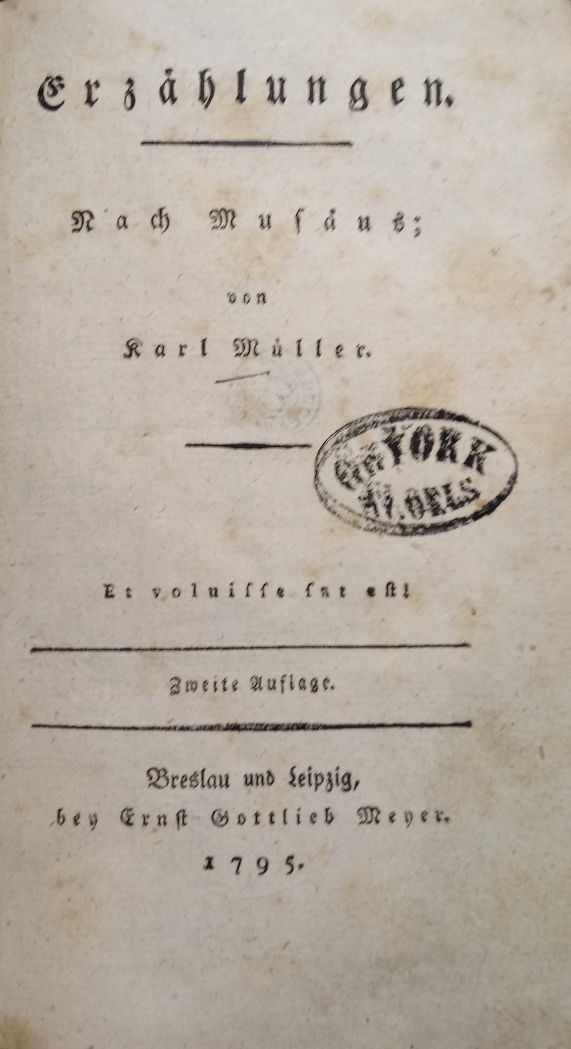 Erzählungen.
Nach Musäus;
von
Karl Müller.
YORK
Et voluiſſe ſat eſt!
Zweite Auflage.
Breslau und Leipzig,
bey Ernſt Gottlieb Meyer.
1795.